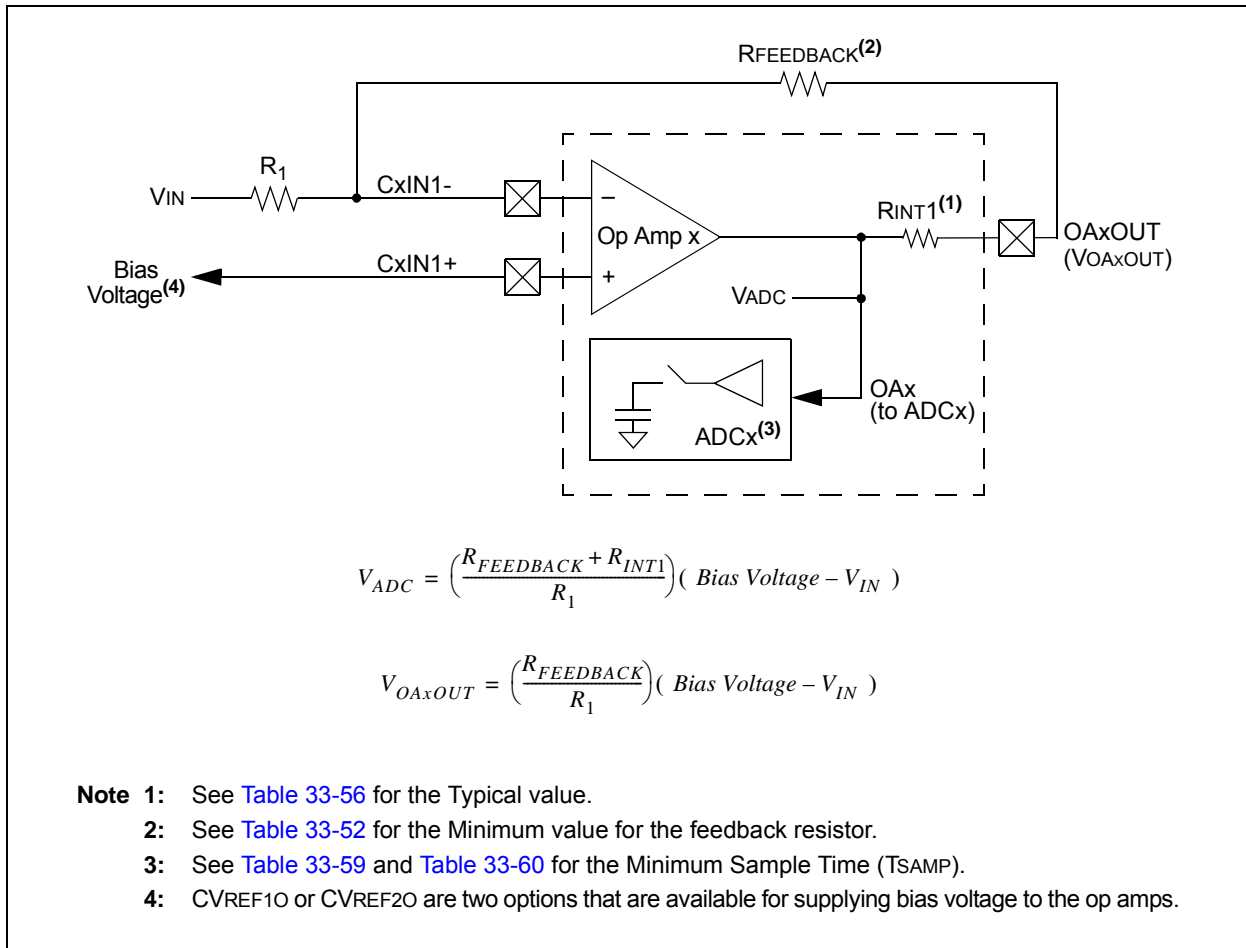 RFEEDBACK(2)
R1
VIN
CxIN1-
–
Op Amp x
+
RINT1(1)
OAxOUT
(VOAxOUT)
Bias
Voltage(4)
CxIN1+
VADC
OAx
(to ADCx)
ADCx(3)
VADC = ((RFEEDBACK + RINT1) / R1) ( Bias Voltage – VIN )
VOAxOUT = (RFEEDBACK / R1) ( Bias Voltage – VIN )
Note 1: See Table 33-56 for the Typical value.
2: See Table 33-52 for the Minimum value for the feedback resistor.
3: See Table 33-59 and Table 33-60 for the Minimum Sample Time (TSAMP).
4: CVREF1O or CVREF2O are two options that are available for supplying bias voltage to the op amps.